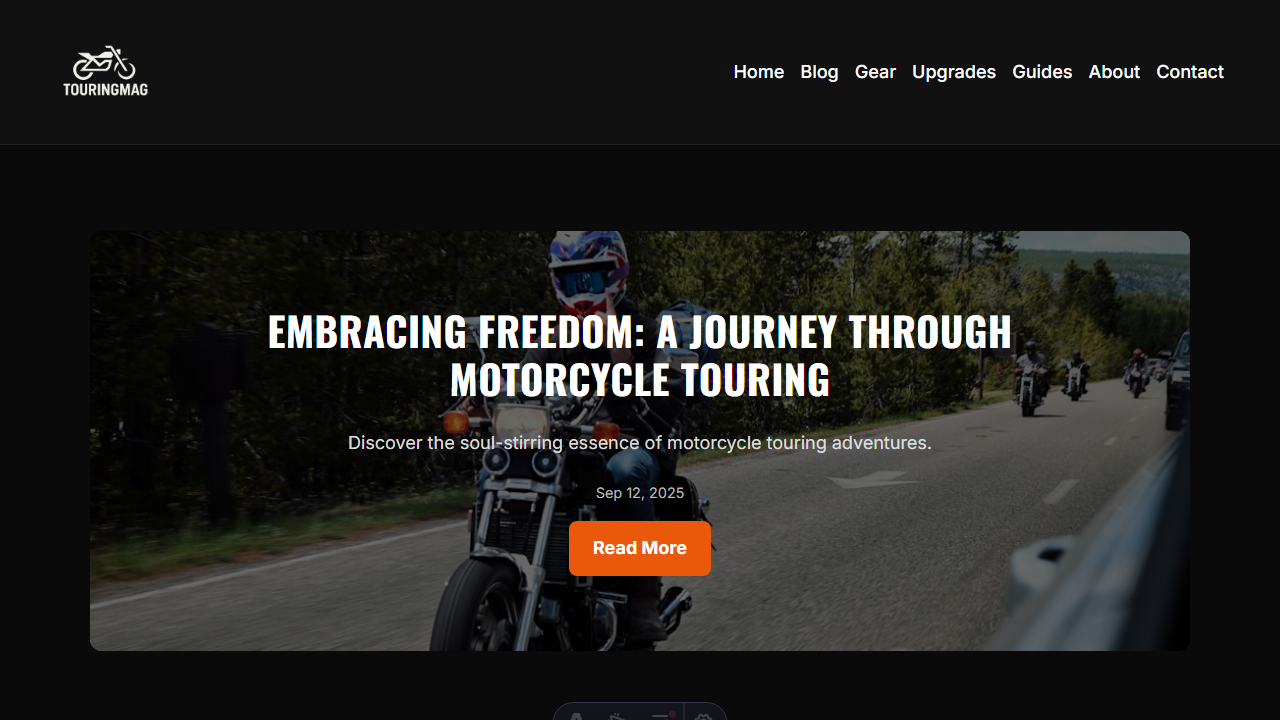 TOURINGMAG
Home Blog Gear Upgrades Guides About Contact
EMBRACING FREEDOM: A JOURNEY THROUGH
MOTORCYCLE TOURING
Discover the soul-stirring essence of motorcycle touring adventures.
Sep 12, 2025
Read More